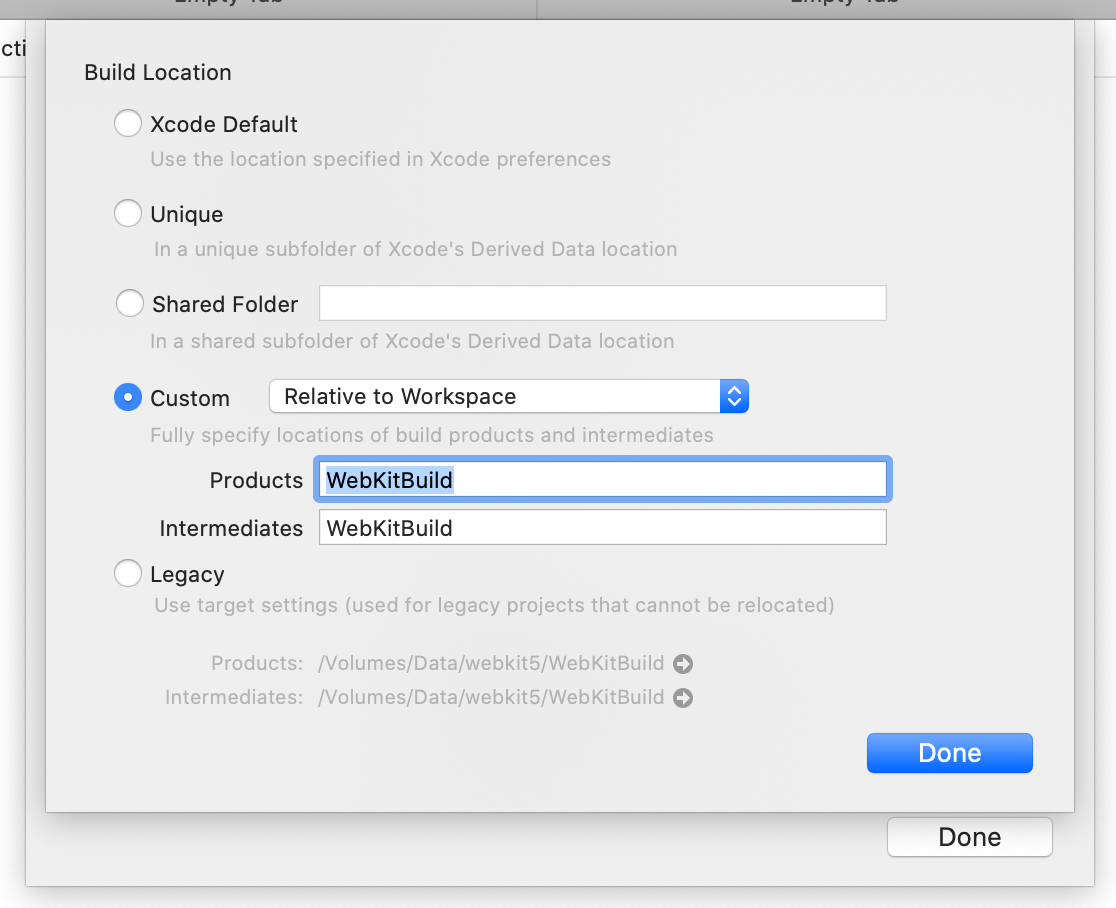 cti
Build Location
Xcode Default
Use the location specified in Xcode preferences
Unique
In a unique subfolder of Xcode's Derived Data location
Shared Folder
In a shared subfolder of Xcode's Derived Data location
Custom Relative to Workspace
Fully specify locations of build products and intermediates
Products WebKitBuild
Intermediates WebKitBuild
Legacy
Use target settings (used for legacy projects that cannot be relocated)
Products: /Volumes/Data/webkit5/WebKitBuild
Intermediates: /Volumes/Data/webkit5/WebKitBuild
Done
Done